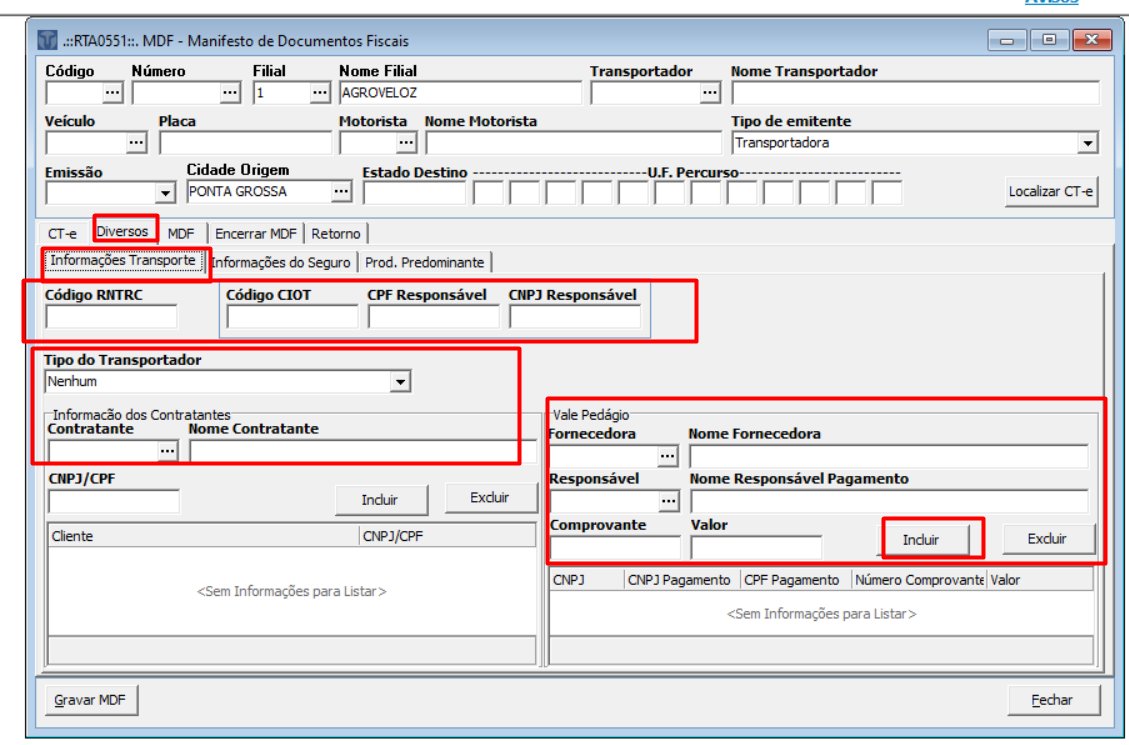 Avisos
.::RTA0551::. MDF - Manifesto de Documentos Fiscais
Código Número Filial Nome Filial Transportador Nome Transportador
... ... 1 ... AGROVELOZ ...
Veículo Placa Motorista Nome Motorista Tipo de emitente
... ... Transportadora
Emissão Cidade Origem Estado Destino ----------------------------U.F. Percurso--------------------------
PONTA GROSSA ... Localizar CT-e
CT-e Diversos MDF Encerrar MDF Retorno
Informações Transporte Informações do Seguro Prod. Predominante
Código RNTRC Código CIOT CPF Responsável CNPJ Responsável
Tipo do Transportador
Nenhum
Informacão dos Contratantes Vale Pedágio
Contratante Nome Contratante Fornecedora Nome Fornecedora
... ...
CNPJ/CPF Responsável Nome Responsável Pagamento
Incluir Excluir ...
Comprovante Valor
Cliente CNPJ/CPF Incluir Excluir
CNPJ CNPJ Pagamento CPF Pagamento Número Comprovante Valor
<Sem Informações para Listar> <Sem Informações para Listar>
Gravar MDF Fechar